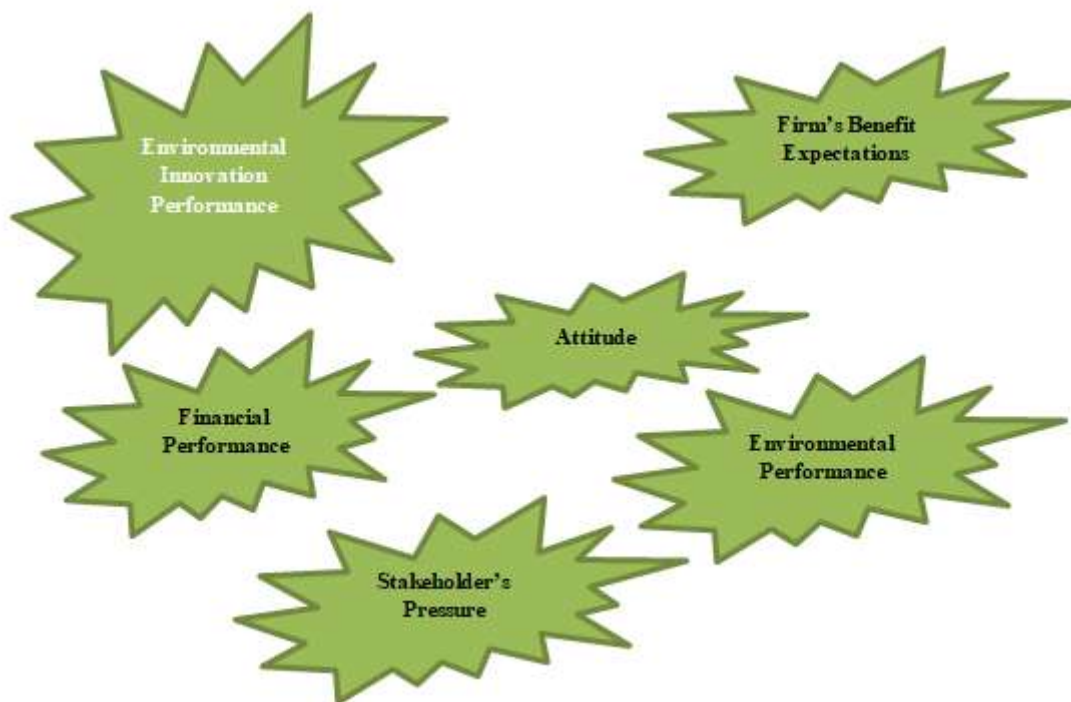 Environmental
Innovation
Performance
Firm's Benefit
Expectations
Attitude
Financial
Performance
Environmental
Performance
Stakeholder's
Pressure